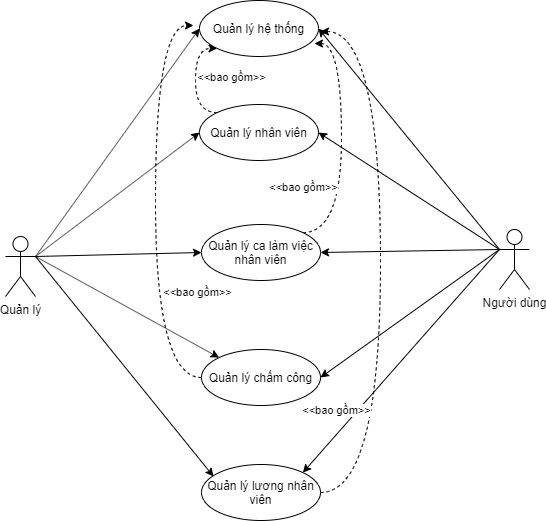 Quản lý hệ thống
<<bao gồm>>
Quản lý nhân viên
<<bao gồm>>
Quản lý ca làm việc
nhân viên
<<bao gồm>>
Quản lý
Người dùng
Quản lý chấm công
<<bao gồm>>
Quản lý lương nhân
viên